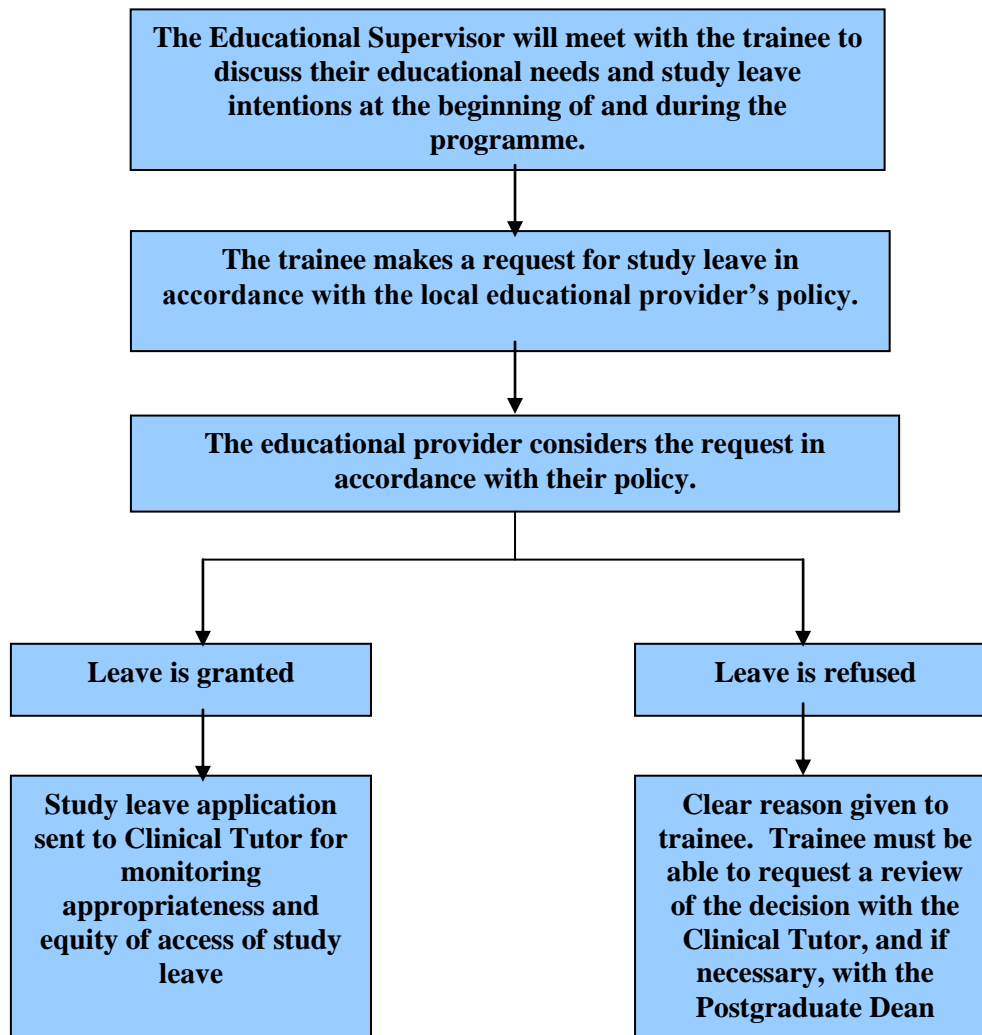 The Educational Supervisor will meet with the trainee to
discuss their educational needs and study leave
intentions at the beginning of and during the
programme.
The trainee makes a request for study leave in
accordance with the local educational provider’s policy.
The educational provider considers the request in
accordance with their policy.
Leave is granted
Leave is refused
Study leave application
sent to Clinical Tutor for
monitoring
appropriateness and
equity of access of study
leave
Clear reason given to
trainee.  Trainee must be
able to request a review
of the decision with the
Clinical Tutor, and if
necessary, with the
Postgraduate Dean